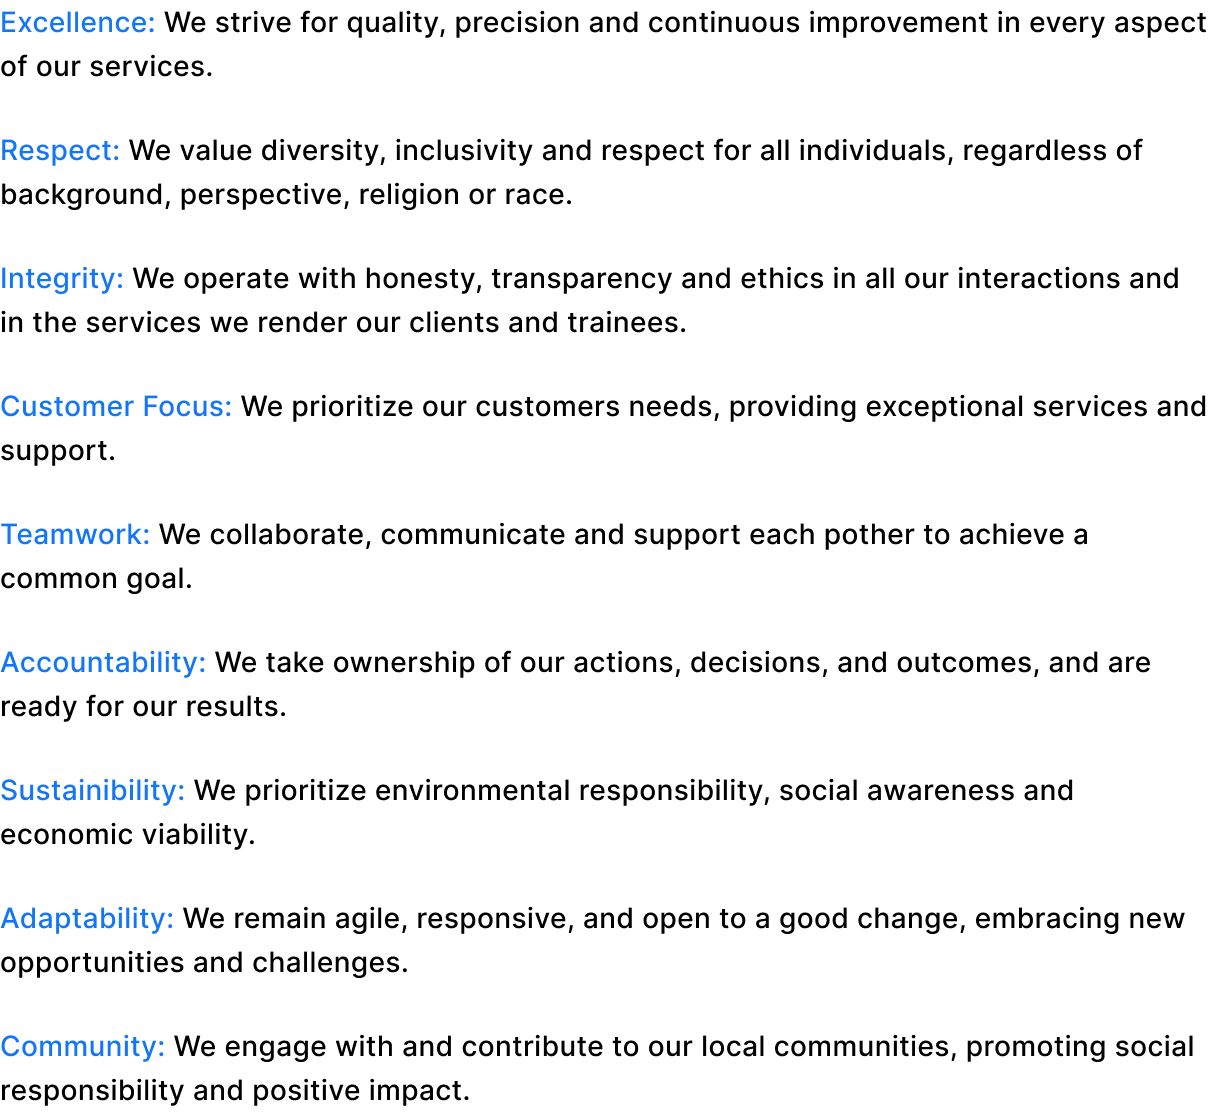 Excellence: We strive for quality, precision and continuous improvement in every aspect
of our services.
Respect: We value diversity, inclusivity and respect for all individuals, regardless of
background, perspective, religion or race.
Integrity: We operate with honesty, transparency and ethics in all our interactions and
in the services we render our clients and trainees.
Customer Focus: We prioritize our customers needs, providing exceptional services and
support.
Teamwork: We collaborate, communicate and support each pother to achieve a
common goal.
Accountability: We take ownership of our actions, decisions, and outcomes, and are
ready for our results.
Sustainibility: We prioritize environmental responsibility, social awareness and
economic viability.
Adaptability: We remain agile, responsive, and open to a good change, embracing new
opportunities and challenges.
Community: We engage with and contribute to our local communities, promoting social
responsibility and positive impact.